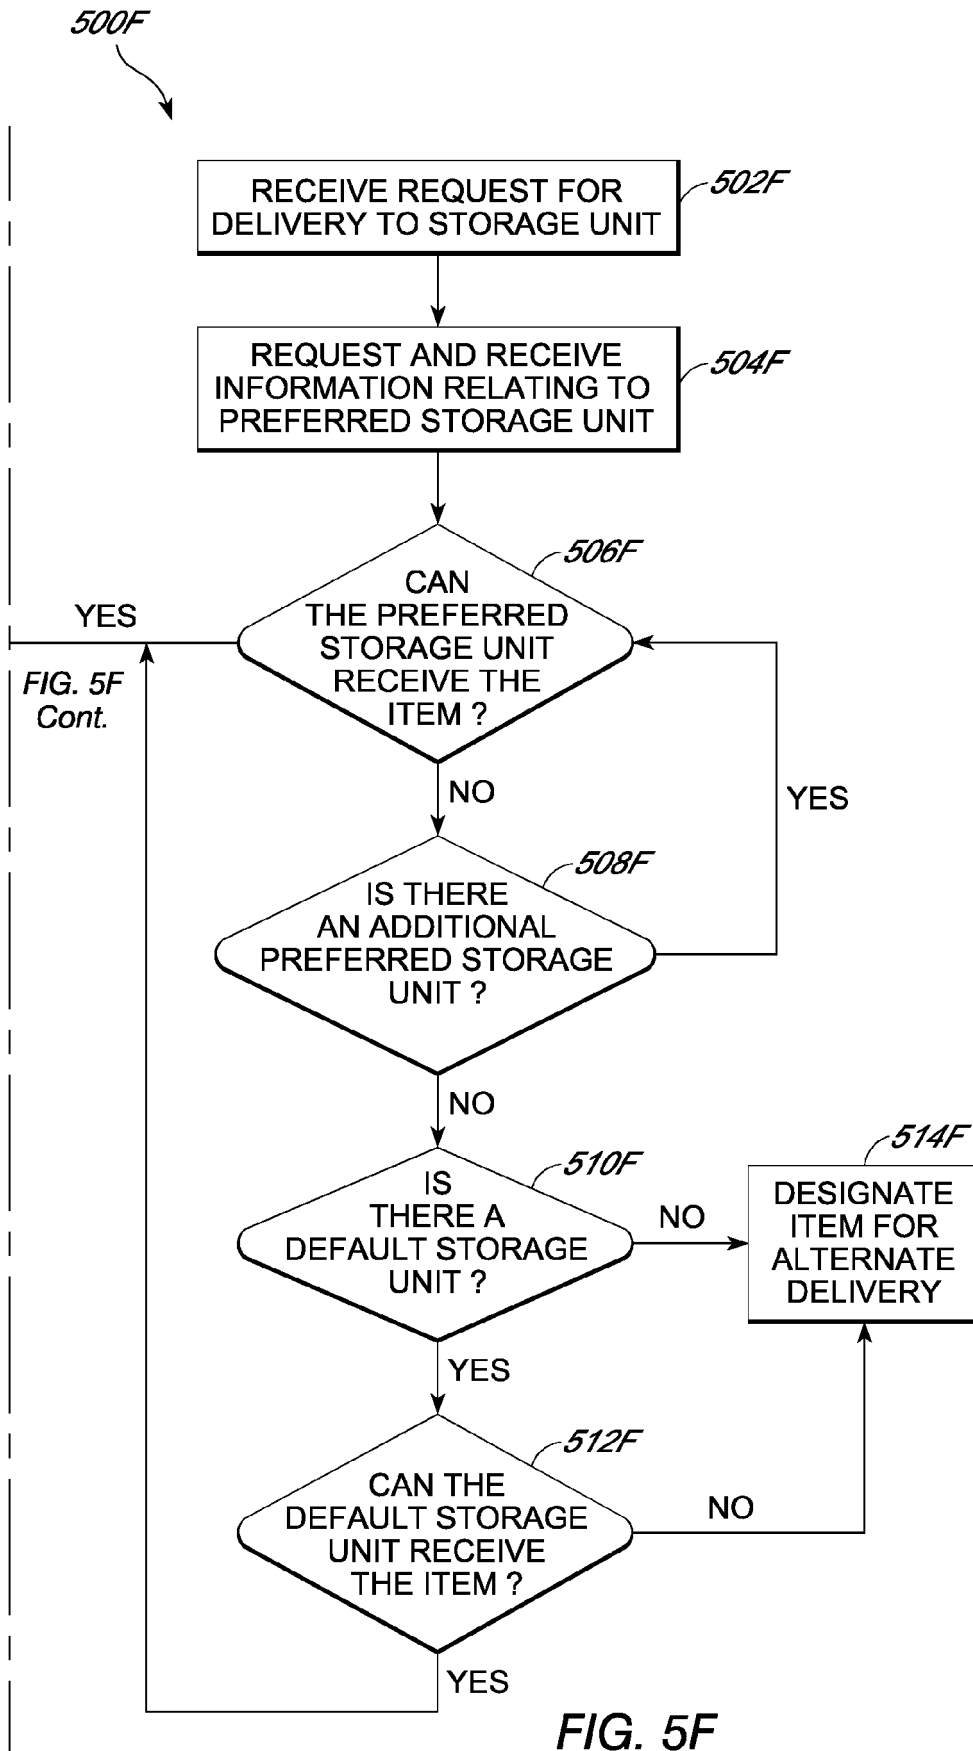 500F
RECEIVE REQUEST FOR
DELIVERY TO STORAGE UNIT
502F
REQUEST AND RECEIVE
INFORMATION RELATING TO
PREFERRED STORAGE UNIT
504F
506F
CAN
THE PREFERRED
STORAGE UNIT
RECEIVE THE
ITEM ?
YES
FIG. 5F
Cont.
NO
YES
508F
IS THERE
AN ADDITIONAL
PREFERRED STORAGE
UNIT ?
NO
510F
IS
THERE A
DEFAULT STORAGE
UNIT ?
NO
514F
DESIGNATE
ITEM FOR
ALTERNATE
DELIVERY
YES
512F
CAN THE
DEFAULT STORAGE
UNIT RECEIVE
THE ITEM ?
NO
YES
FIG. 5F